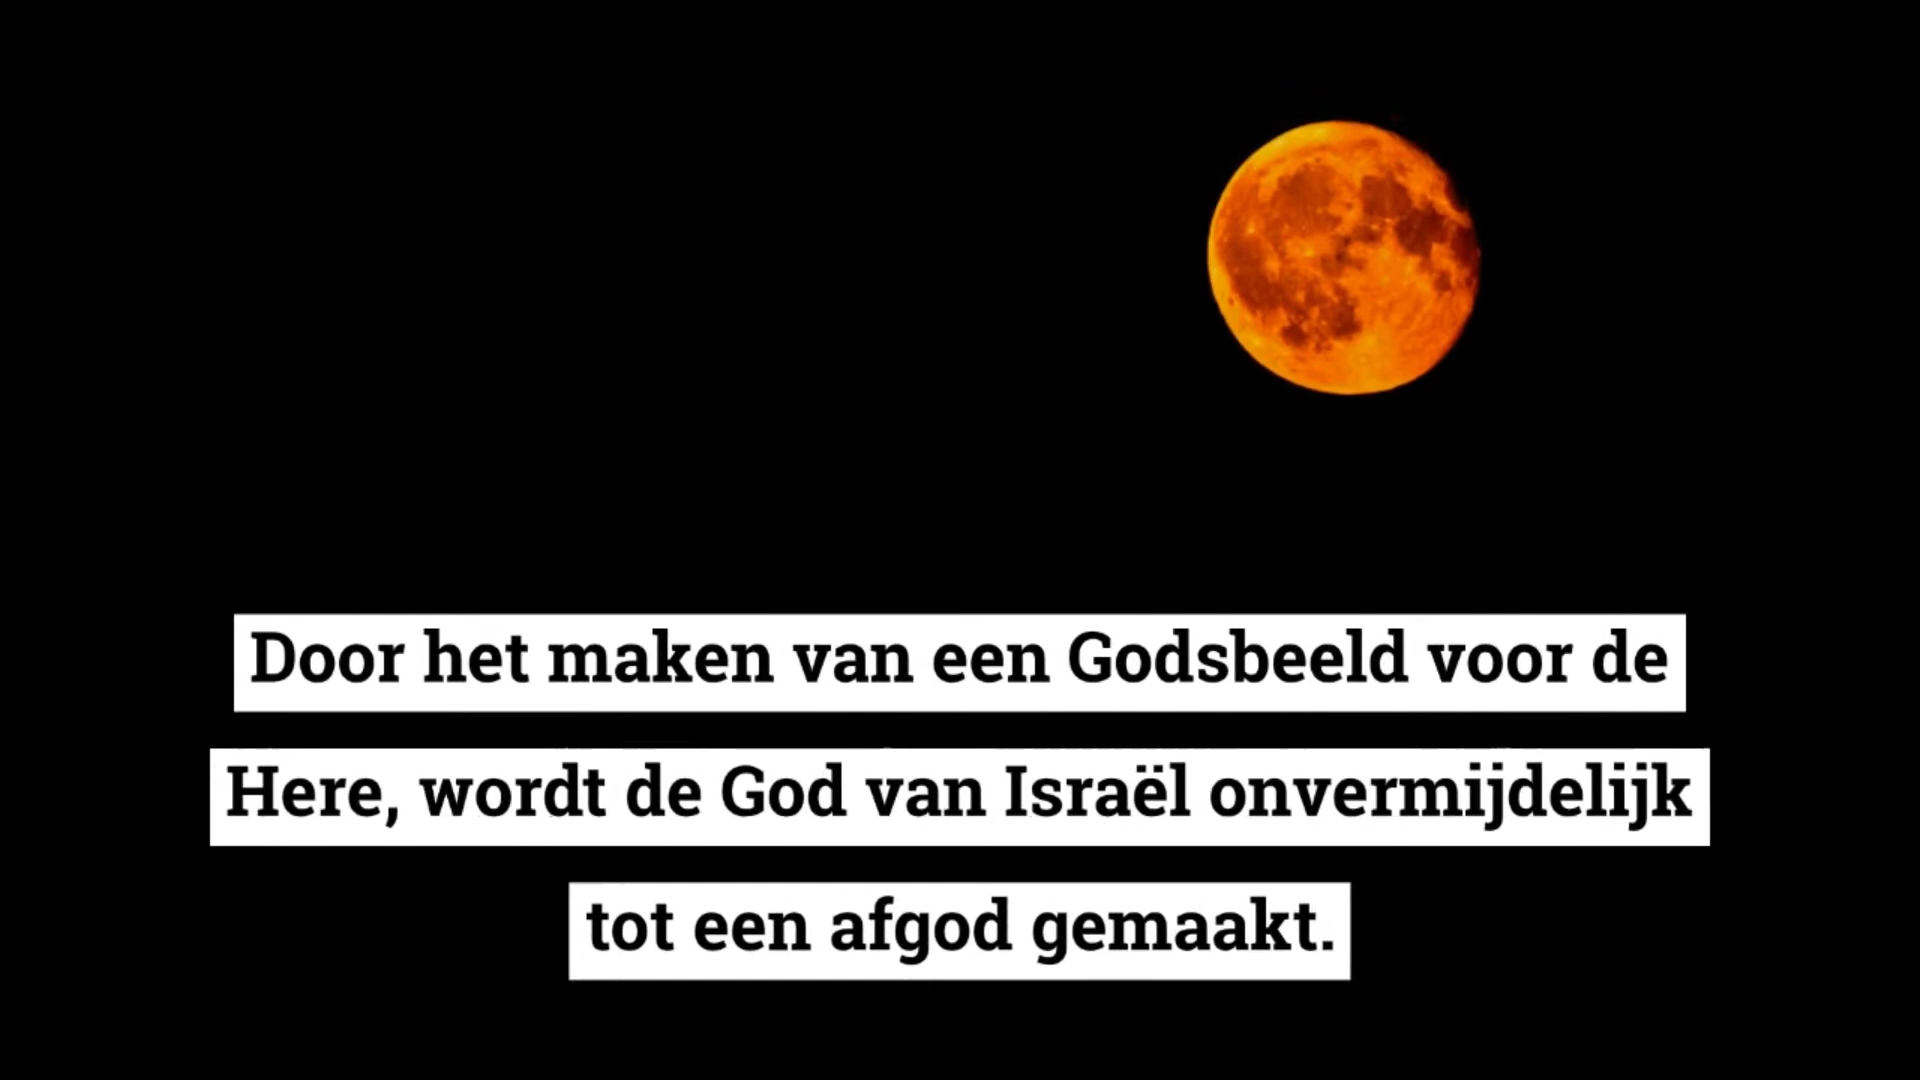 Door het maken van een Godsbeeld voor de
Here, wordt de God van Israël onvermijdelijk
tot een afgod gemaakt.